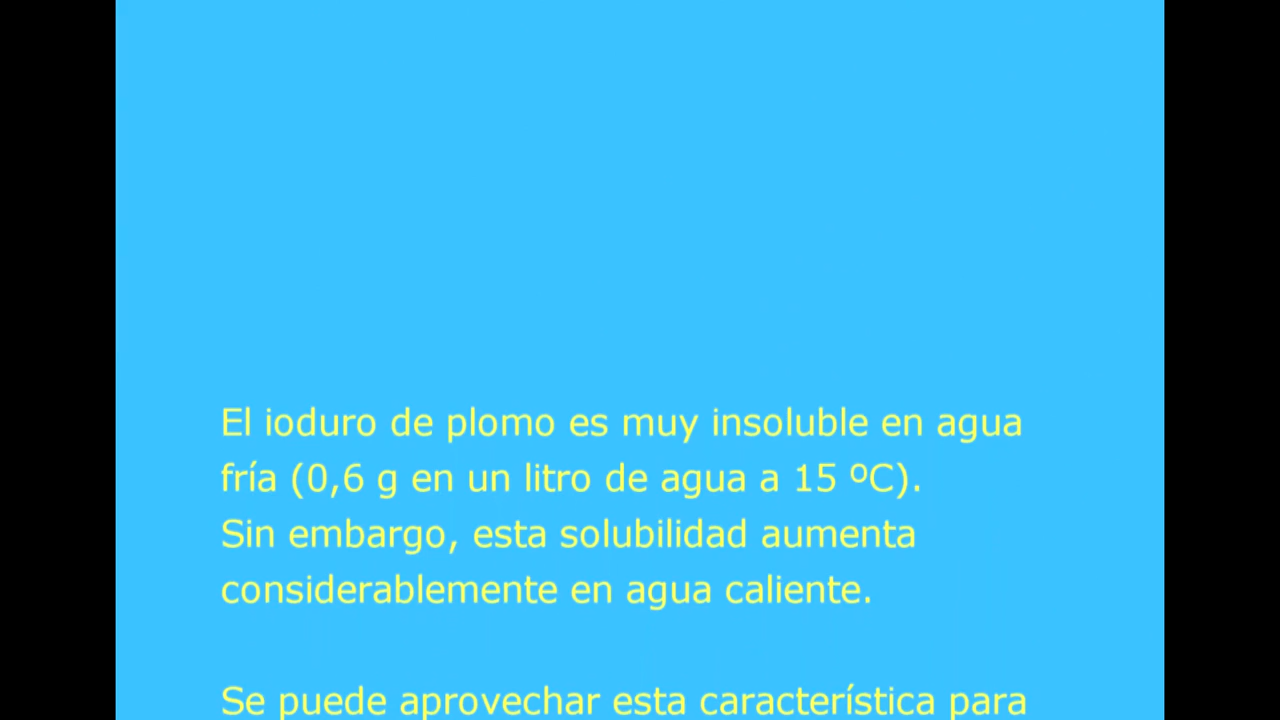 El ioduro de plomo es muy insoluble en agua
fría (0,6 g en un litro de agua a 15 ºC).
Sin embargo, esta solubilidad aumenta
considerablemente en agua caliente.
Se puede aprovechar esta característica para